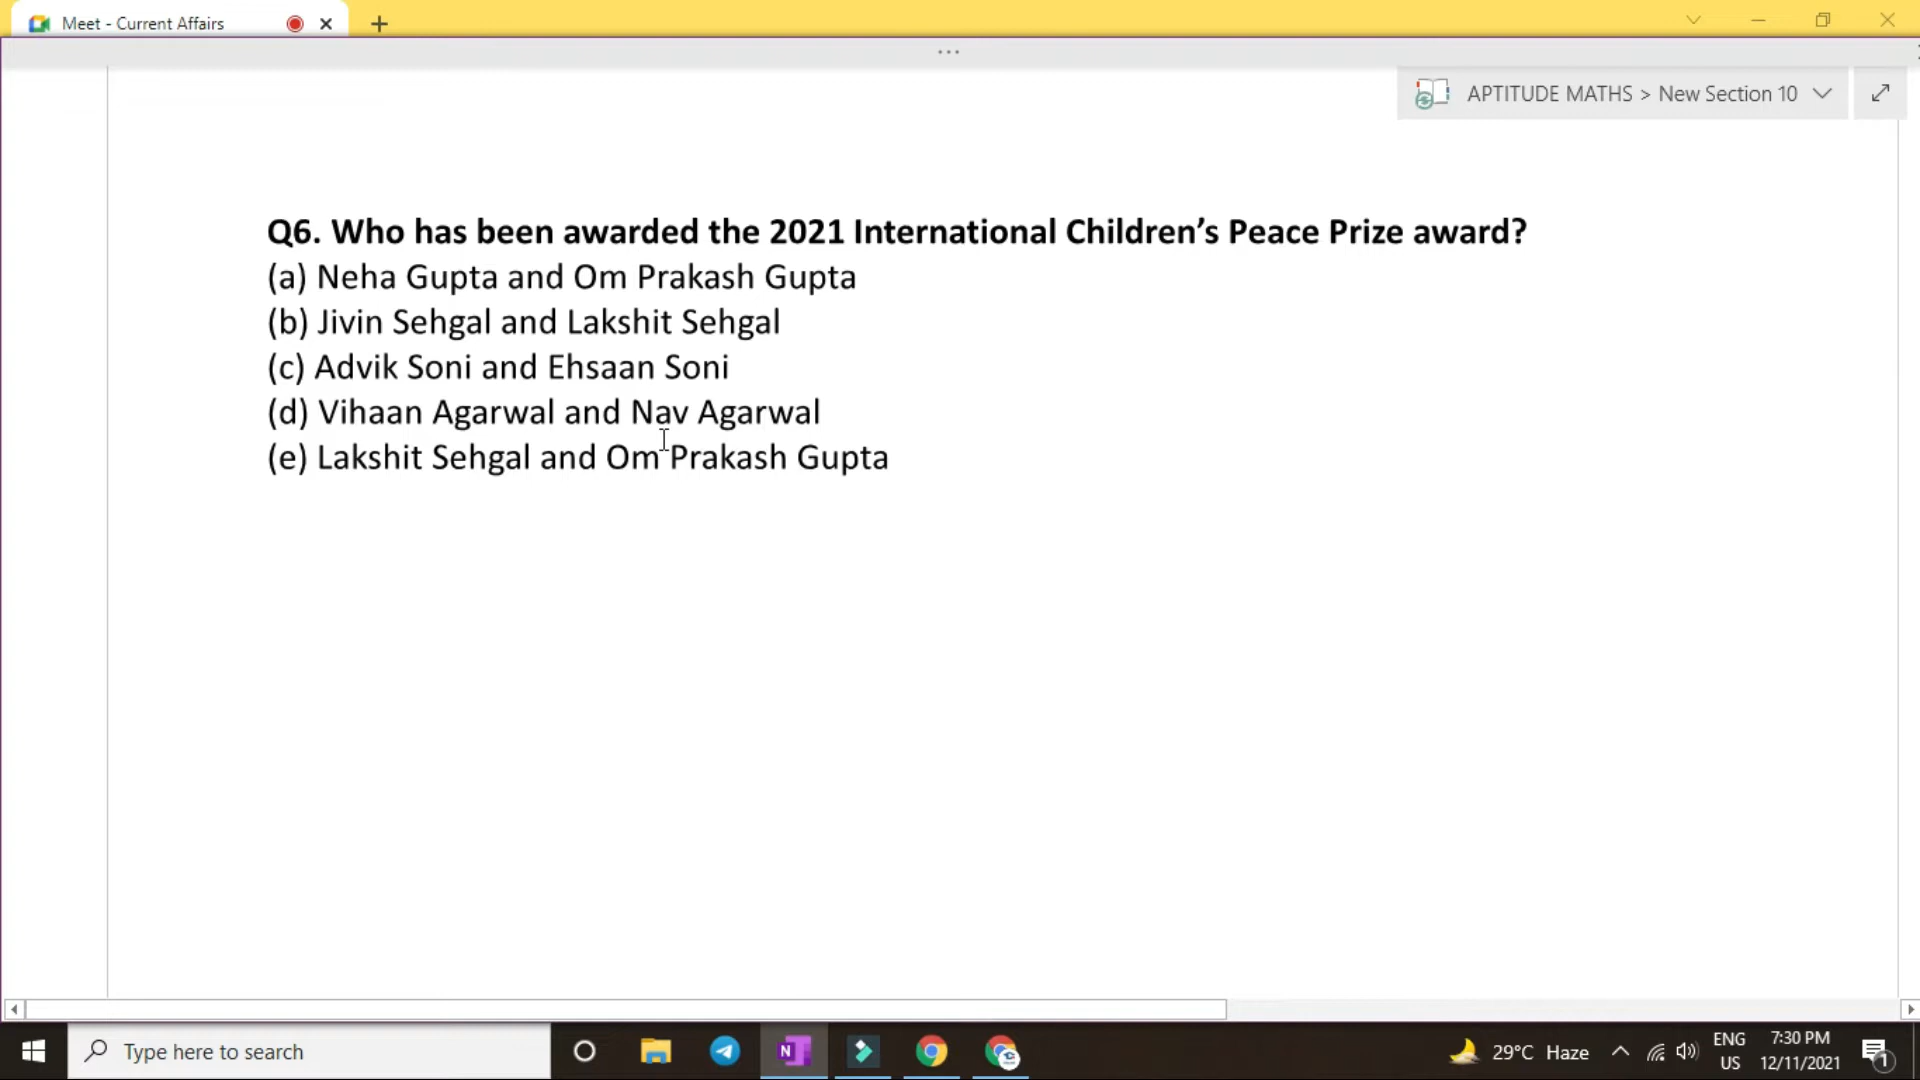 Meet - Current Affairs
APTITUDE MATHS > New Section 10
Q6. Who has been awarded the 2021 International Children’s Peace Prize award?
(a) Neha Gupta and Om Prakash Gupta
(b) Jivin Sehgal and Lakshit Sehgal
(c) Advik Soni and Ehsaan Soni
(d) Vihaan Agarwal and Nav Agarwal
(e) Lakshit Sehgal and Om Prakash Gupta
Type here to search
N
29°C Haze
ENG
US
7:30 PM
12/11/2021
1